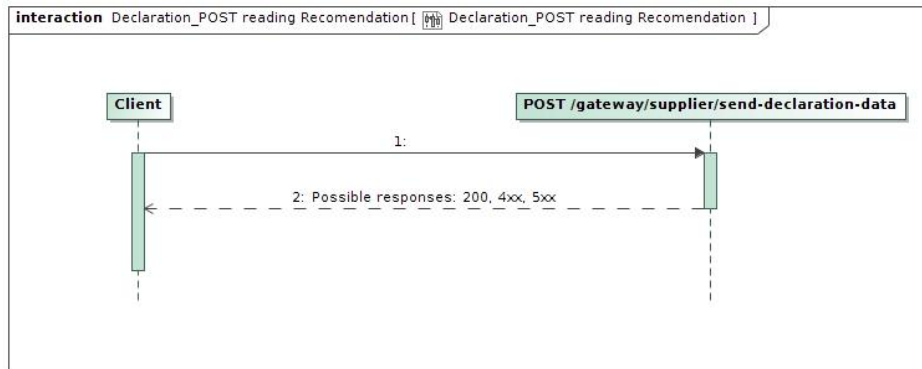 interaction Declaration_POST reading Recomendation[ Declaration_POST reading Recomendation ]
Client
POST /gateway/supplier/send-declaration-data
1:
2: Possible responses: 200, 4xx, 5xx